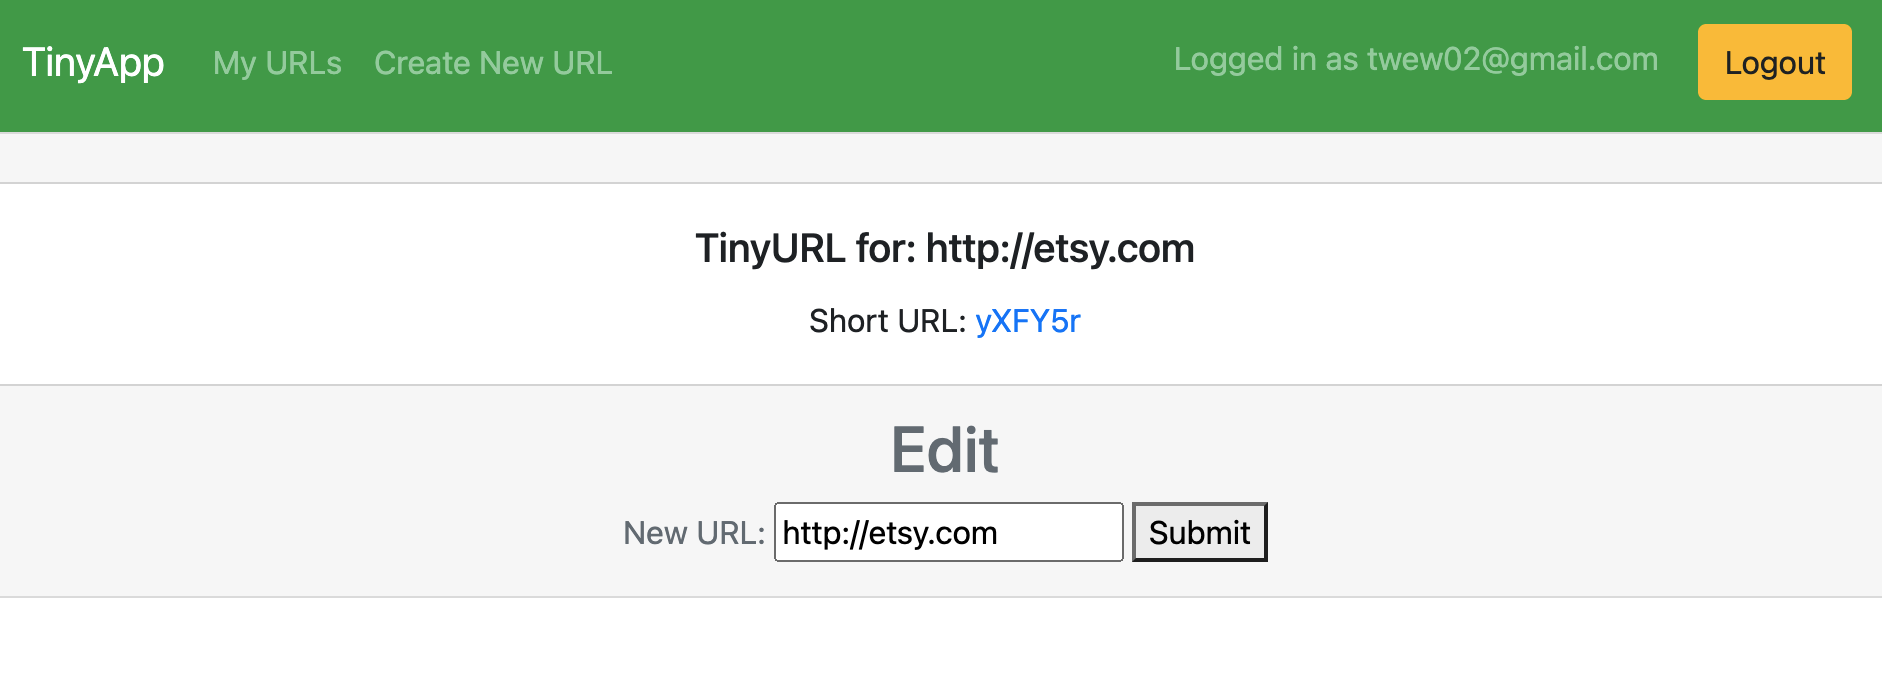 TinyApp My URLs Create New URL Logged in as twew02@gmail.com Logout
TinyURL for: http://etsy.com
Short URL: yXFY5r
Edit
New URL: http://etsy.com Submit